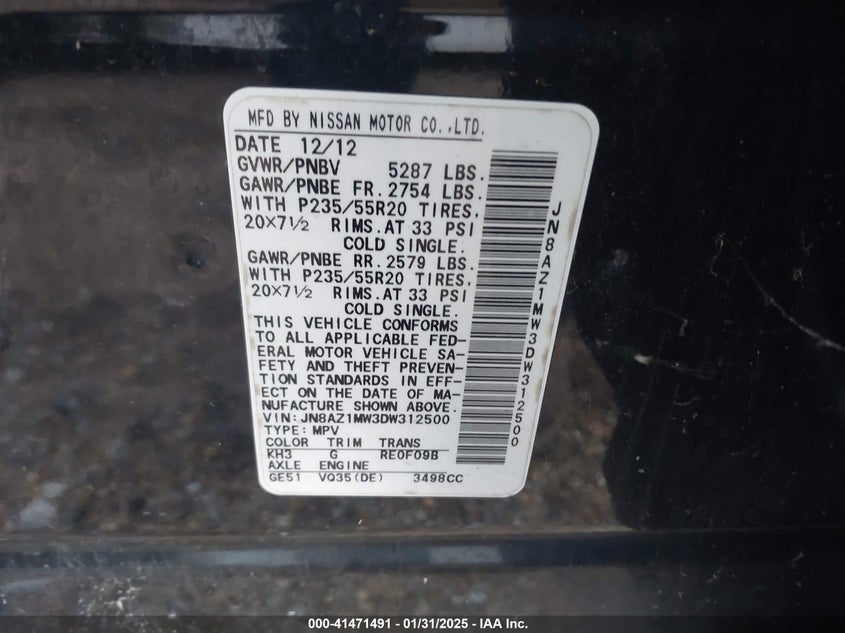 MFD BY NISSAN MOTOR CO.,LTD.
DATE 12/12
GVWR/PNBV 5287 LBS.
GAWR/PNBE FR. 2754 LBS.
WITH P235/55R20 TIRES,
20×7½ RIMS.AT 33 PSI
COLD SINGLE.
GAWR/PNBE RR. 2579 LBS.
WITH P235/55R20 TIRES,
20×7½ RIMS.AT 33 PSI
COLD SINGLE.
THIS VEHICLE CONFORMS
TO ALL APPLICABLE FED-
ERAL MOTOR VEHICLE SA-
FETY AND THEFT PREVEN-
TION STANDARDS IN EFF-
ECT ON THE DATE OF MA-
NUFACTURE SHOWN ABOVE.
VIN:JN8AZ1MW3DW312500
TYPE: MPV
COLOR TRIM TRANS
KH3 G RE0F09B
AXLE ENGINE
GE51 VQ35(DE) 3498CC
JN8AZ1MW3DW312500
000-41471491 - 01/31/2025 - IAA Inc.